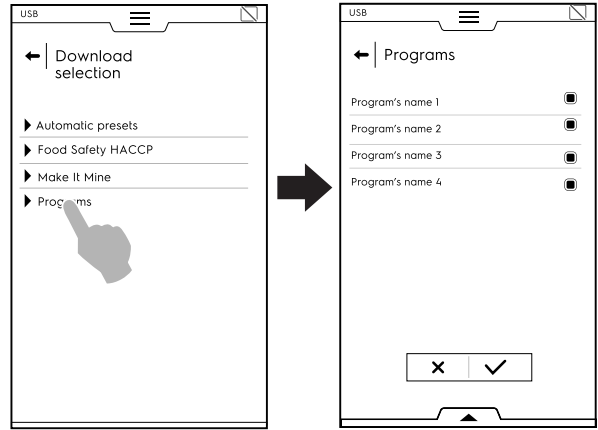 USB
Download
selection
Automatic presets
Food Safety HACCP
Make It Mine
Programs
USB
Programs
Program's name 1
Program's name 2
Program's name 3
Program's name 4